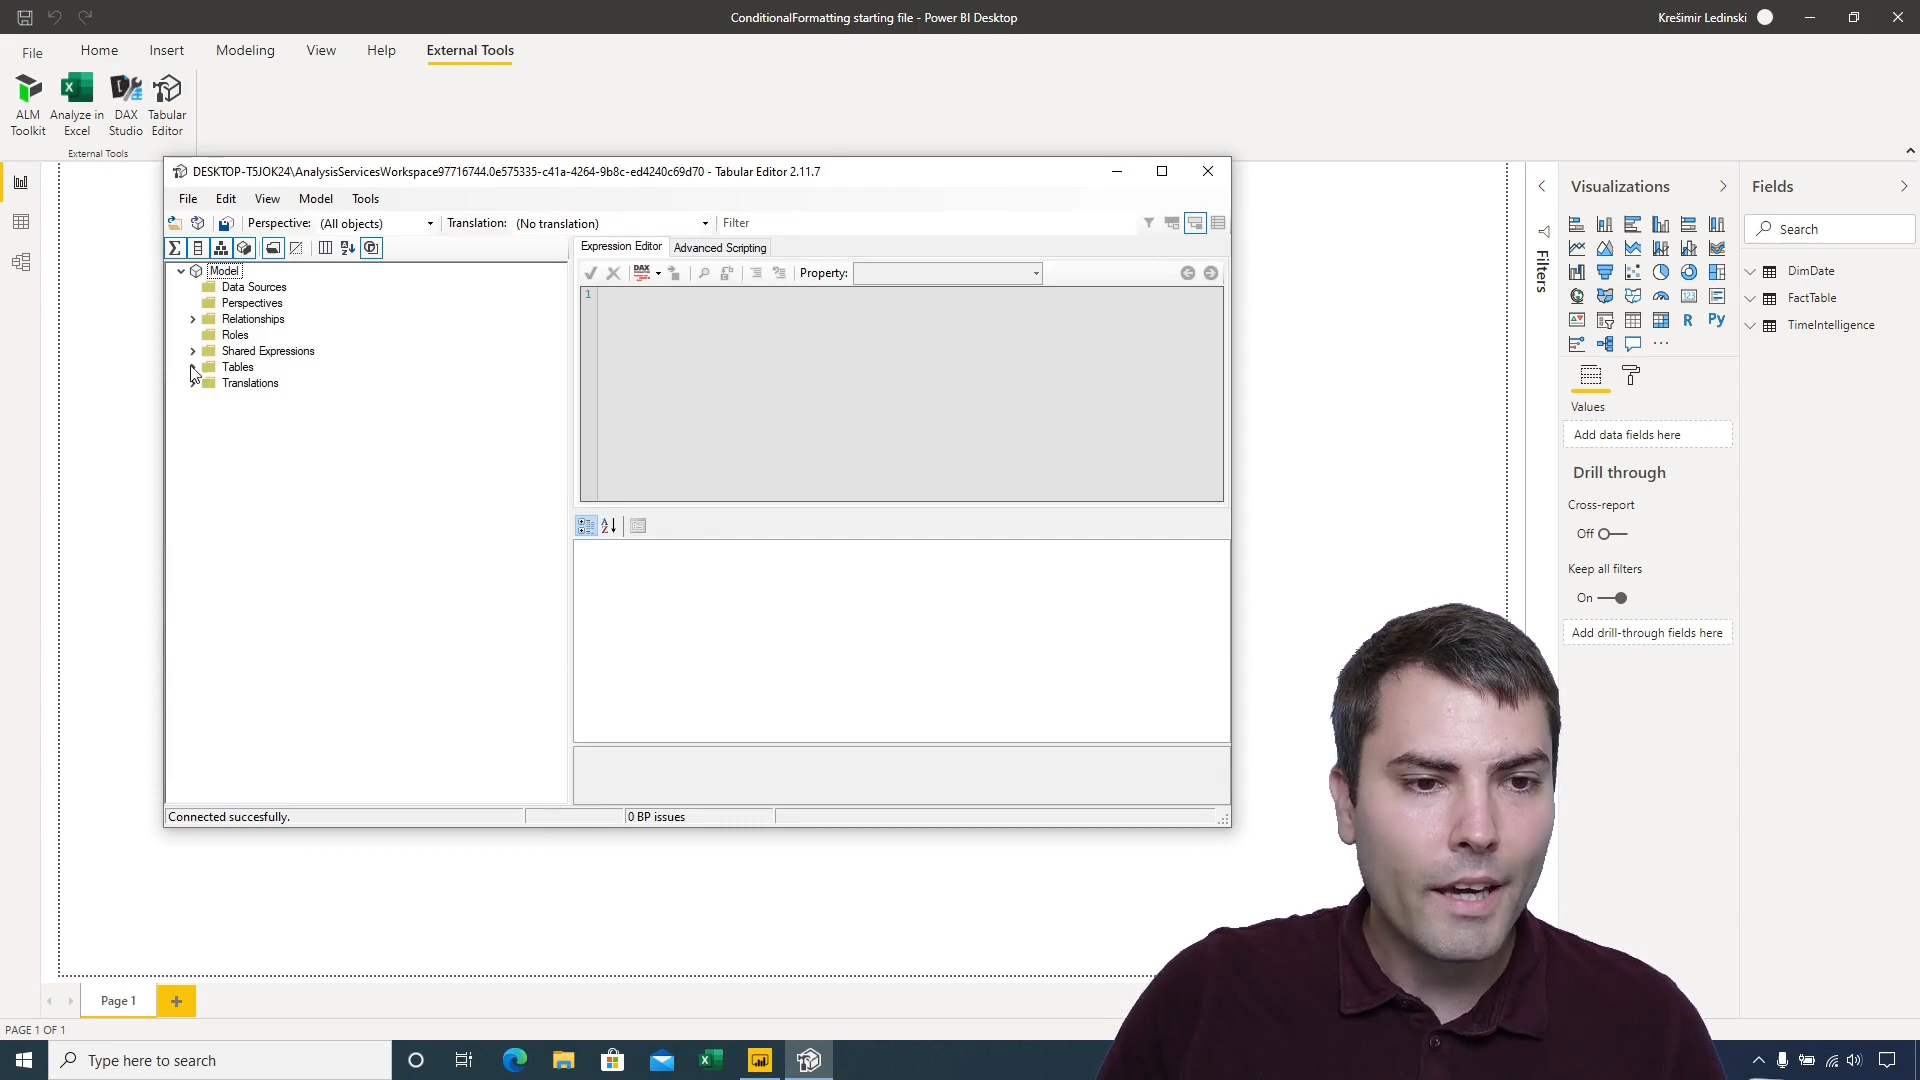 ConditionalFormatting starting file - Power BI Desktop
Krešimir Ledinski
File
Home
Insert
Modeling
View
Help
External Tools
ALM Toolkit
Analyze in Excel
DAX Studio
Tabular Editor
External Tools
DESKTOP-T5JOK24\AnalysisServicesWorkspace97716744.0e575335-c41a-4264-9b8c-ed4240c69d70 - Tabular Editor 2.11.7
File
Edit
View
Model
Tools
Perspective: (All objects)
Translation: (No translation)
Filter
Expression Editor
Advanced Scripting
DAX
Property:
1
Model
Data Sources
Perspectives
Relationships
Roles
Shared Expressions
Tables
Translations
Connected succesfully.
0 BP issues
Filters
Visualizations
R
Py
Values
Add data fields here
Drill through
Cross-report
Off
Keep all filters
On
Add drill-through fields here
Fields
Search
DimDate
FactTable
TimeIntelligence
Page 1
PAGE 1 OF 1
Type here to search